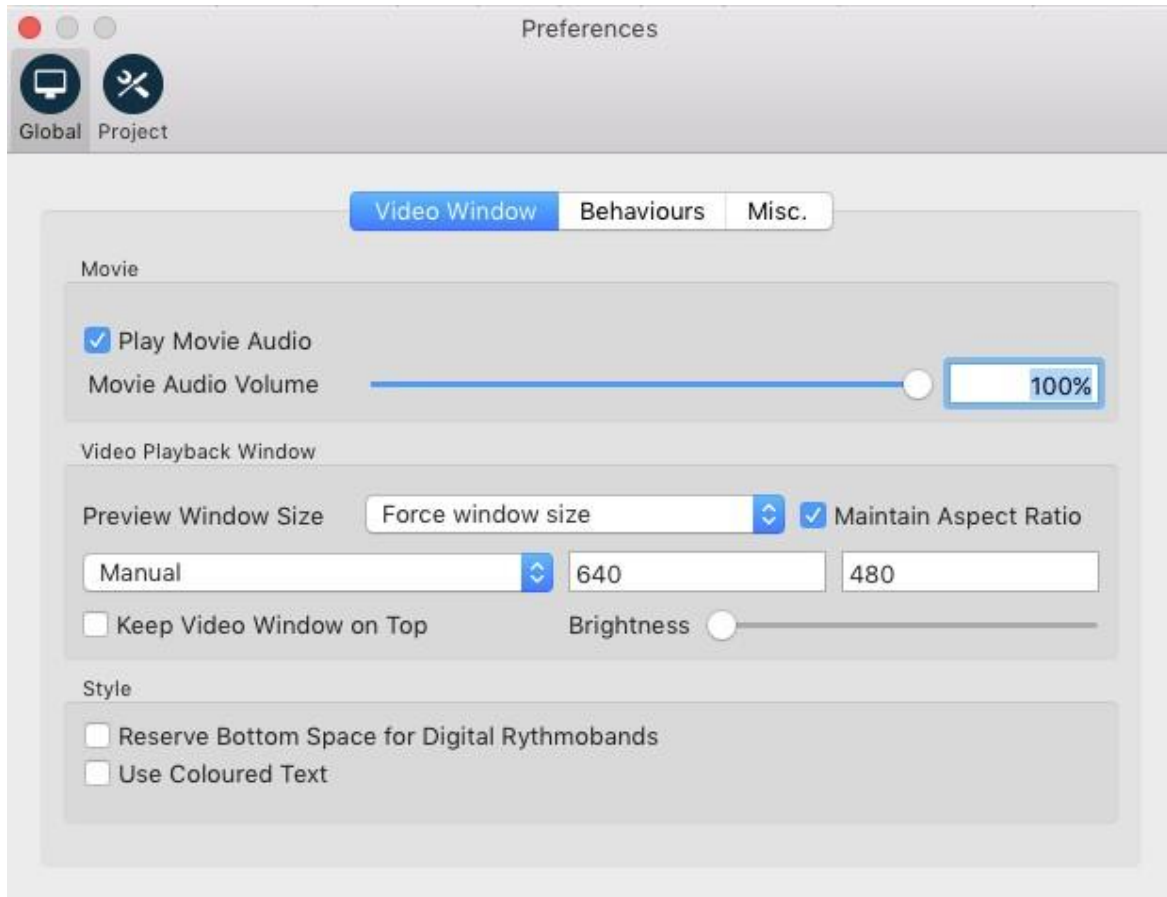 Preferences
Global Project
Video Window Behaviours Misc.
Movie
Play Movie Audio
Movie Audio Volume 100%
Video Playback Window
Preview Window Size Force window size Maintain Aspect Ratio
Manual 640 480
Keep Video Window on Top Brightness
Style
Reserve Bottom Space for Digital Rythmobands
Use Coloured Text